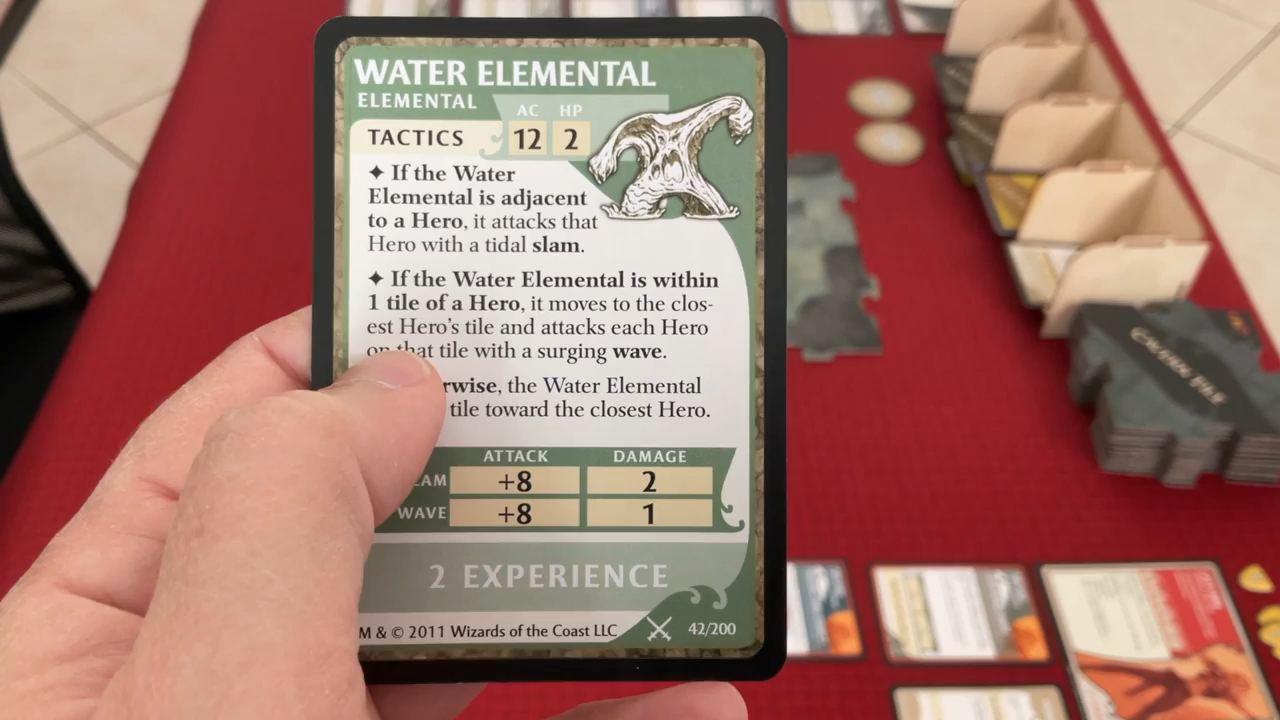 WATER ELEMENTAL
ELEMENTAL
AC HP
TACTICS 12 2
✦ If the Water
Elemental is adjacent
to a Hero, it attacks that
Hero with a tidal slam.
✦ If the Water Elemental is within
1 tile of a Hero, it moves to the clos-
est Hero's tile and attacks each Hero
on that tile with a surging wave.
rwise, the Water Elemental
tile toward the closest Hero.
ATTACK DAMAGE
LAM +8 2
WAVE +8 1
2 EXPERIENCE
M & © 2011 Wizards of the Coast LLC 42/200